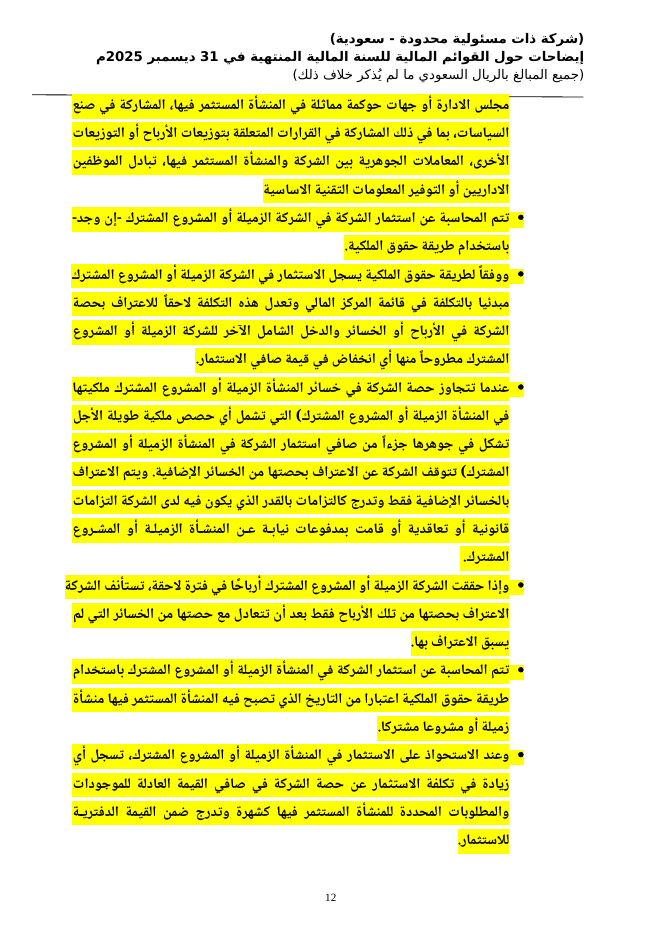 (شركة ذات مسئولية محدودة - سعودية)
إيضاحات حول القوائم المالية للسنة المالية المنتهية في 31 ديسمبر 2025م
(جميع المبالغ بالريال السعودي ما لم يُذكر خلاف ذلك)
مجلس الادارة أو جهات حوكمة مماثلة في المنشأة المستثمر فيها، المشاركة في صنع
السياسات، بما في ذلك المشاركة في القرارات المتعلقة بتوزيعات الأرباح أو التوزيعات
الأخرى، المعاملات الجوهرية بين الشركة والمنشأة المستثمر فيها، تبادل الموظفين
الاداريين أو التوفير المعلومات التقنية الاساسية
• تتم المحاسبة عن استثمار الشركة في الشركة الزميلة أو المشروع المشترك -إن وجد-
باستخدام طريقة حقوق الملكية.
• ووفقاً لطريقة حقوق الملكية يسجل الاستثمار في الشركة الزميلة أو المشروع المشترك
مبدئيا بالتكلفة في قائمة المركز المالي وتعدل هذه التكلفة لاحقاً للاعتراف بحصة
الشركة في الأرباح أو الخسائر والدخل الشامل الآخر للشركة الزميلة أو المشروع
المشترك مطروحاً منها أي انخفاض في قيمة صافي الاستثمار.
• عندما تتجاوز حصة الشركة في خسائر المنشأة الزميلة أو المشروع المشترك ملكيتها
في المنشأة الزميلة أو المشروع المشترك) التي تشمل أي حصص ملكية طويلة الأجل
تشكل في جوهرها جزءاً من صافي استثمار الشركة في المنشأة الزميلة أو المشروع
المشترك) تتوقف الشركة عن الاعتراف بحصتها من الخسائر الإضافية. ويتم الاعتراف
بالخسائر الإضافية فقط وتدرج كالتزامات بالقدر الذي يكون فيه لدى الشركة التزامات
قانونية أو تعاقدية أو قامت بمدفوعات نيابـة عـن المنشـأة الزميلـة أو المشـروع
المشترك.
• وإذا حققت الشركة الزميلة أو المشروع المشترك أرباحًا في فترة لاحقة، تستأنف الشركة
الاعتراف بحصتها من تلك الأرباح فقط بعد أن تتعادل مع حصتها من الخسائر التي لم
يسبق الاعتراف بها.
• تتم المحاسبة عن استثمار الشركة في المنشأة الزميلة أو المشروع المشترك باستخدام
طريقة حقوق الملكية اعتبارا من التاريخ الذي تصبح فيه المنشأة المستثمر فيها منشأة
زميلة أو مشروعا مشتركا.
• وعند الاستحواذ على الاستثمار في المنشأة الزميلة أو المشروع المشترك، تسجل أي
زيادة في تكلفة الاستثمار عن حصة الشركة في صافي القيمة العادلة للموجودات
والمطلوبات المحددة للمنشأة المستثمر فيها كشهرة وتدرج ضمن القيمة الدفتريـة
للاستثمار.
12